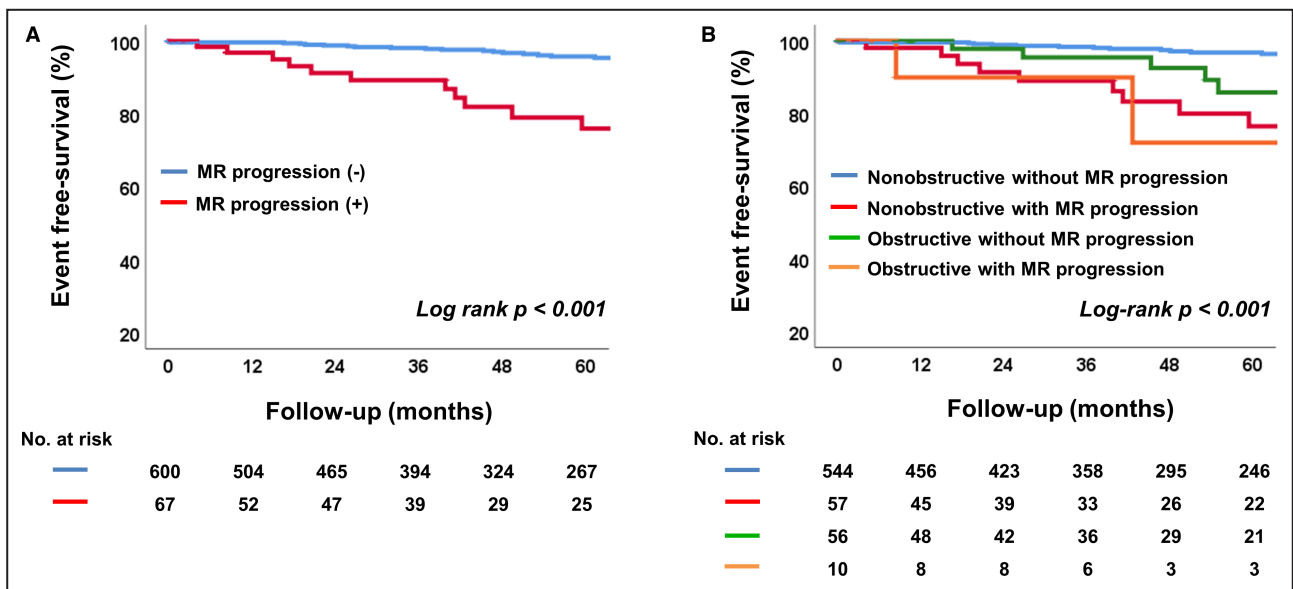 A
Event free-survival (%)
100
80
60
40
20
MR progression (-)
MR progression (+)
Log rank p < 0.001
0 12 24 36 48 60
Follow-up (months)
No. at risk
600 504 465 394 324 267
67 52 47 39 29 25
B
Event free-survival (%)
100
80
60
40
20
Nonobstructive without MR progression
Nonobstructive with MR progression
Obstructive without MR progression
Obstructive with MR progression
Log-rank p < 0.001
0 12 24 36 48 60
Follow-up (months)
No. at risk
544 456 423 358 295 246
57 45 39 33 26 22
56 48 42 36 29 21
10 8 8 6 3 3